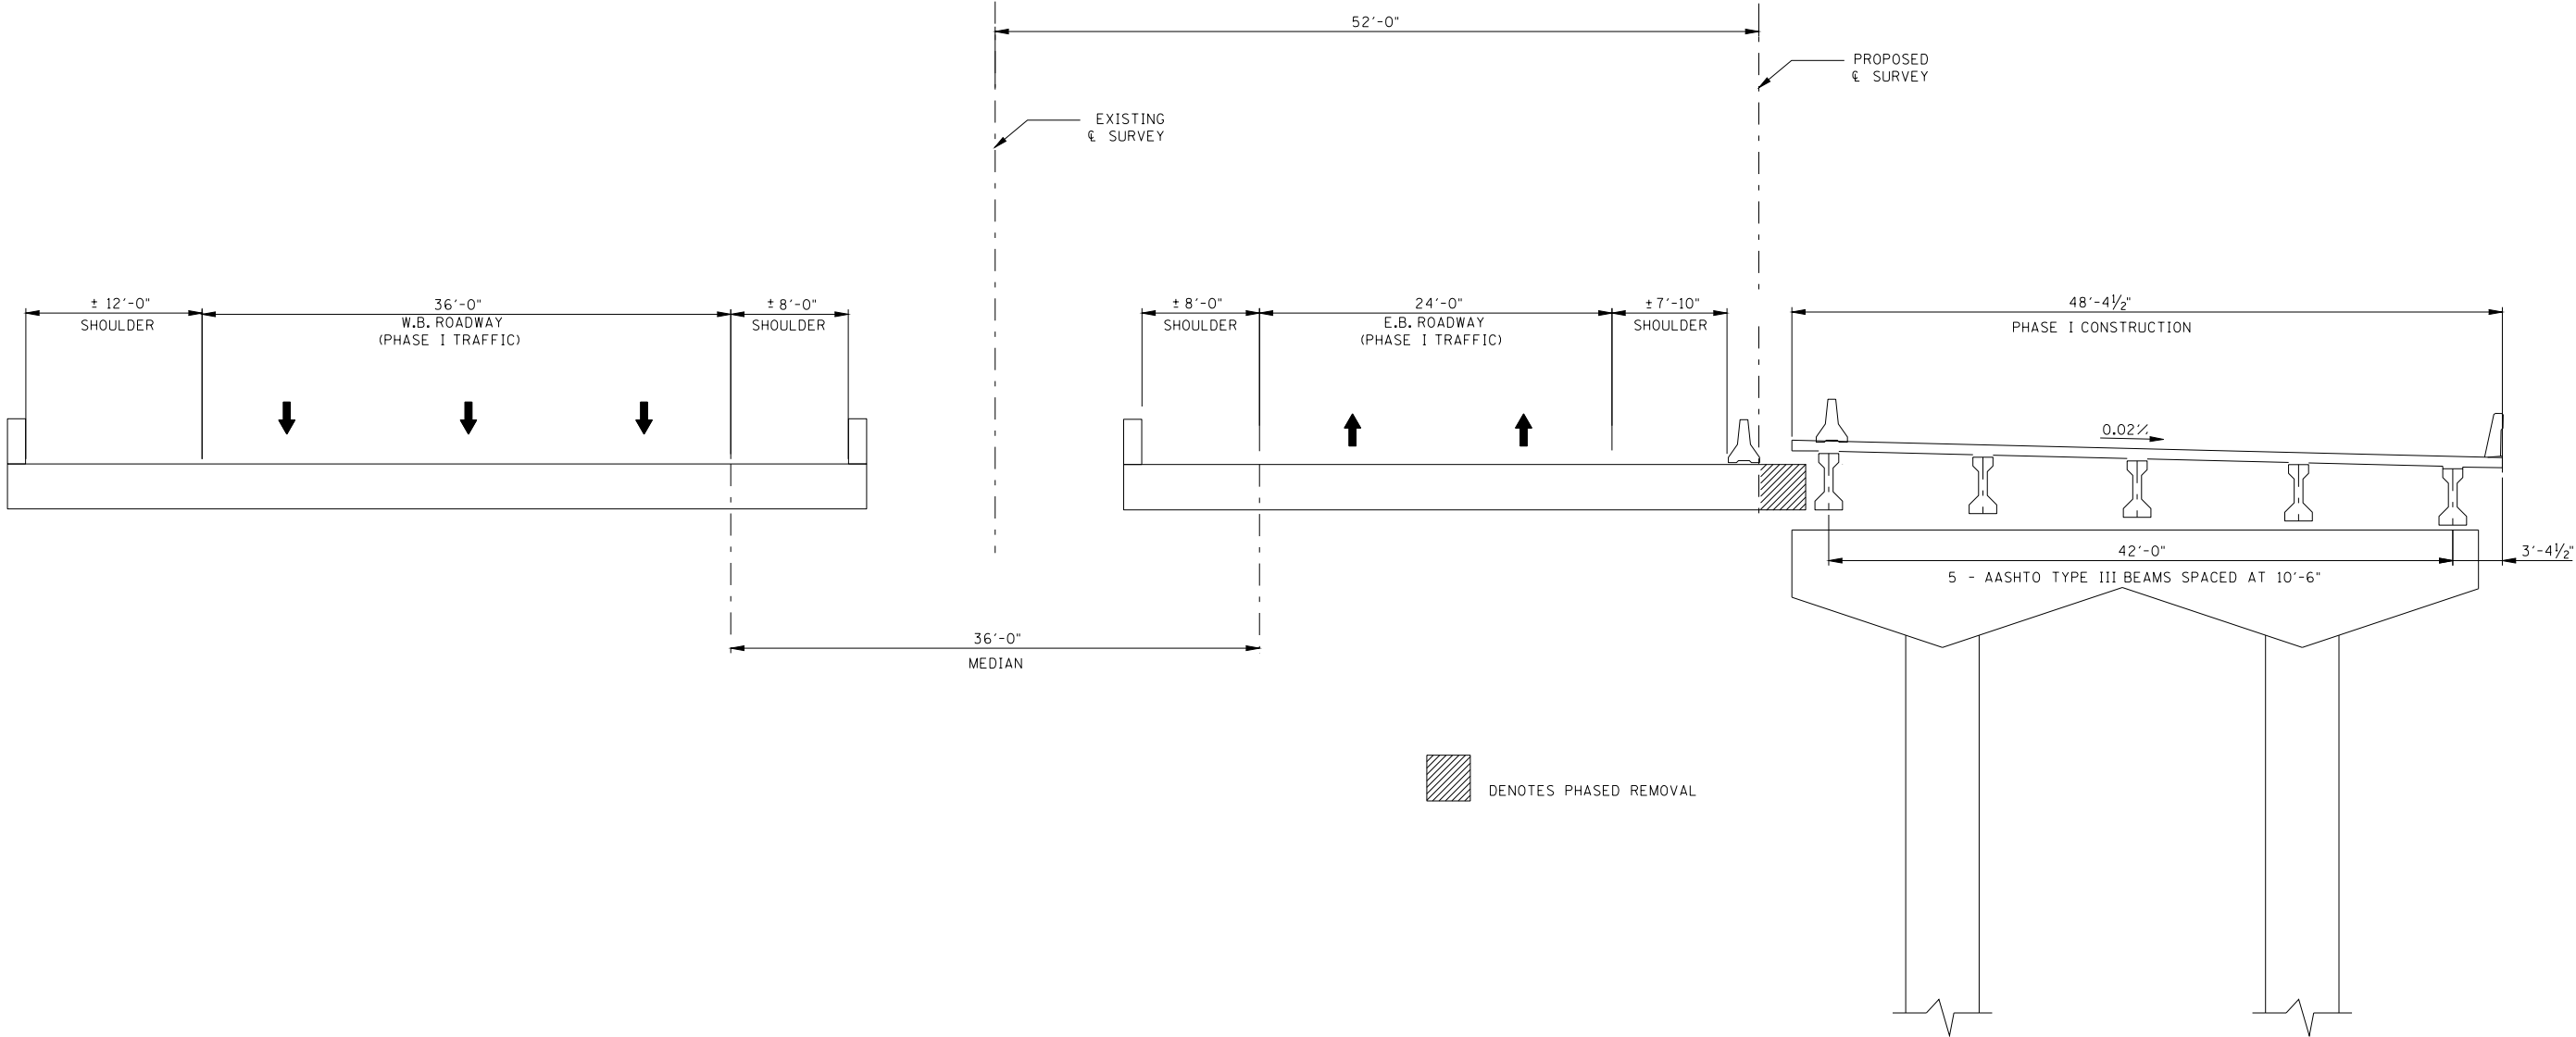 52'-0"
PROPOSED
℄ SURVEY
EXISTING
℄ SURVEY
± 12'-0"
SHOULDER
36'-0"
W.B. ROADWAY
(PHASE I TRAFFIC)
± 8'-0"
SHOULDER
± 8'-0"
SHOULDER
24'-0"
E.B. ROADWAY
(PHASE I TRAFFIC)
± 7'-10"
SHOULDER
48'-4½"
PHASE I CONSTRUCTION
0.02%
42'-0"
3'-4½"
5 - AASHTO TYPE III BEAMS SPACED AT 10'-6"
36'-0"
MEDIAN
DENOTES PHASED REMOVAL